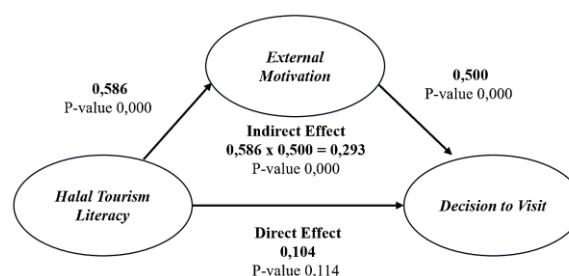 External
Motivation
0,586
P-value 0,000
0,500
P-value 0,000
Indirect Effect
0,586 x 0,500 = 0,293
P-value 0,000
Halal Tourism
Literacy
Decision to Visit
Direct Effect
0,104
P-value 0.114